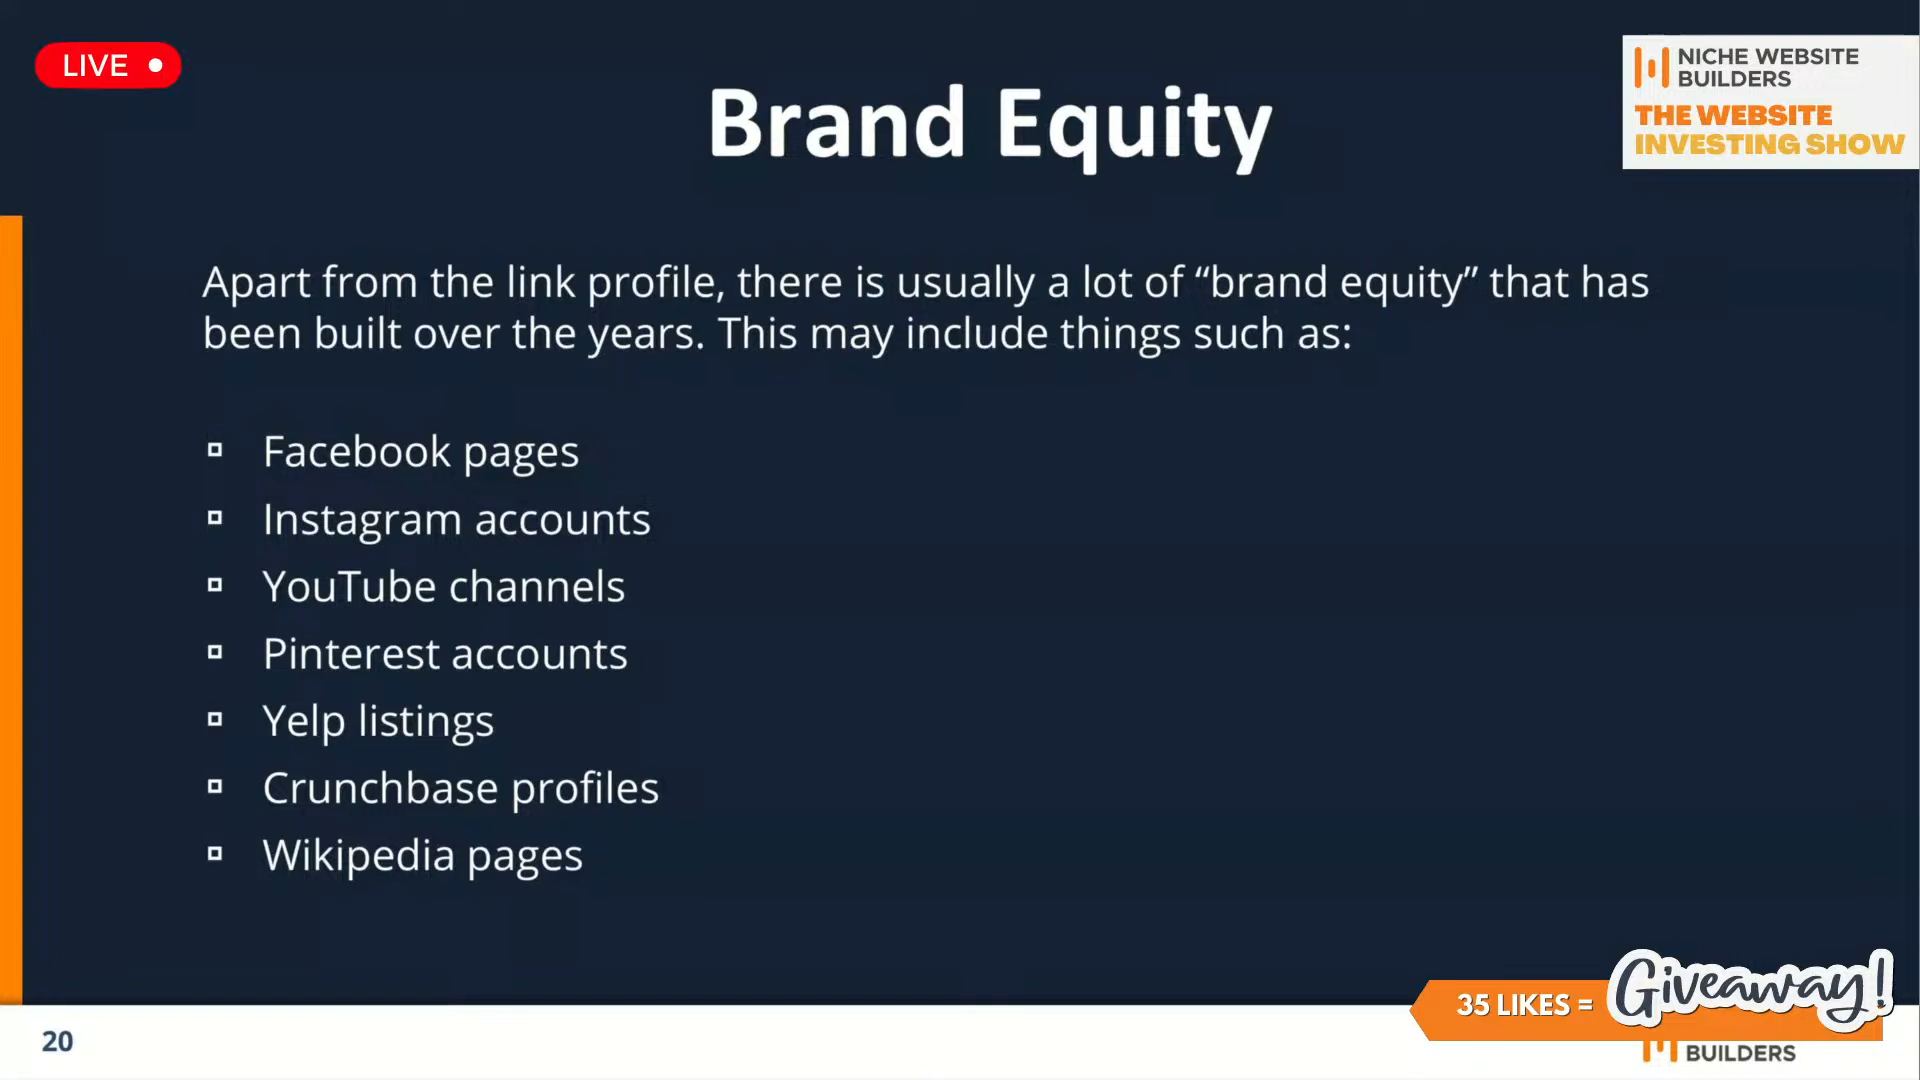 LIVE
NICHE WEBSITE
BUILDERS
THE WEBSITE
INVESTING SHOW
Brand Equity
Apart from the link profile, there is usually a lot of “brand equity” that has
been built over the years. This may include things such as:
Facebook pages
Instagram accounts
YouTube channels
Pinterest accounts
Yelp listings
Crunchbase profiles
Wikipedia pages
35 LIKES = Giveaway!
20
BUILDERS